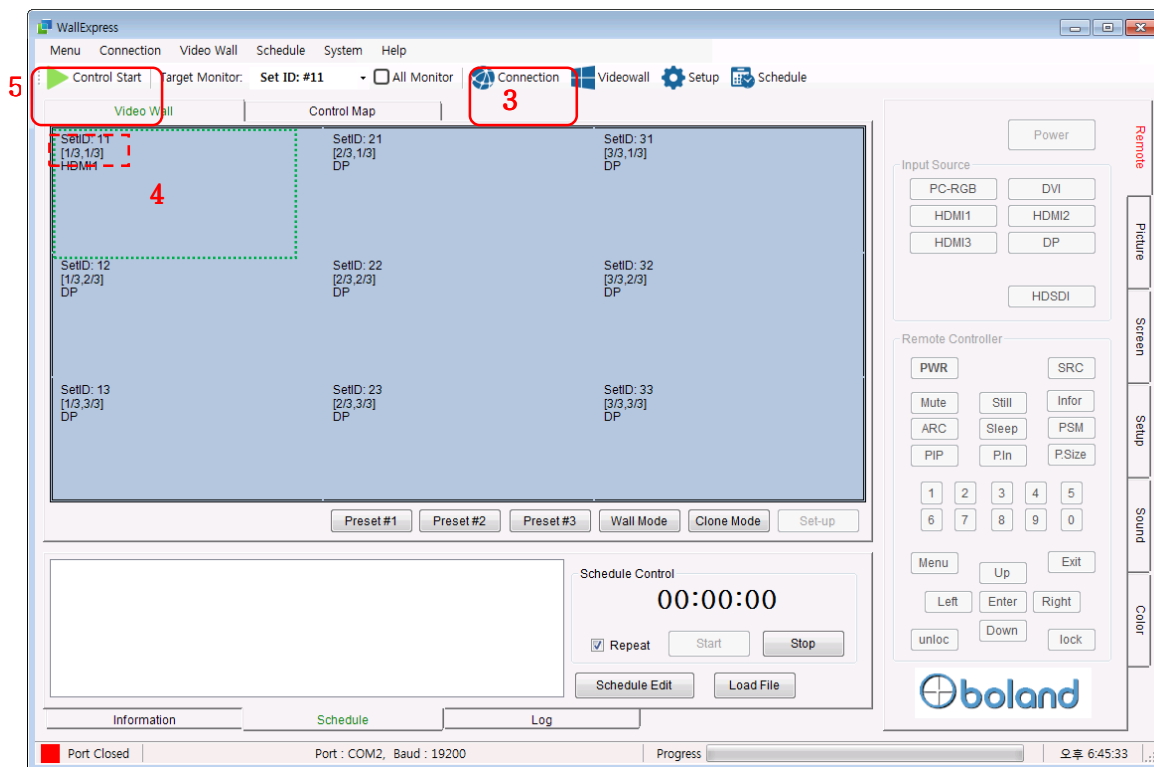 WallExpress
Menu Connection Video Wall Schedule System Help
5
Control Start Target Monitor: Set ID: #11 All Monitor Connection Videowall Setup Schedule
3
Video Wall Control Map
SetID: 11
[1/3,1/3]
HDMI1
4
SetID: 21
[2/3,1/3]
DP
SetID: 31
[3/3,1/3]
DP
SetID: 12
[1/3,2/3]
DP
SetID: 22
[2/3,2/3]
DP
SetID: 32
[3/3,2/3]
DP
SetID: 13
[1/3,3/3]
DP
SetID: 23
[2/3,3/3]
DP
SetID: 33
[3/3,3/3]
DP
Preset #1 Preset #2 Preset #3 Wall Mode Clone Mode Set-up
Schedule Control
00:00:00
Repeat Start Stop
Schedule Edit Load File
Information Schedule Log
Power
Input Source
PC-RGB DVI
HDMI1 HDMI2
HDMI3 DP
HDSDI
Remote Controller
PWR SRC
Mute Still Infor
ARC Sleep PSM
PIP P.In P.Size
1 2 3 4 5
6 7 8 9 0
Menu Up Exit
Left Enter Right
unloc Down lock
boland
Remote
Picture
Screen
Setup
Sound
Color
Port Closed Port : COM2, Baud : 19200 Progress 오후 6:45:33